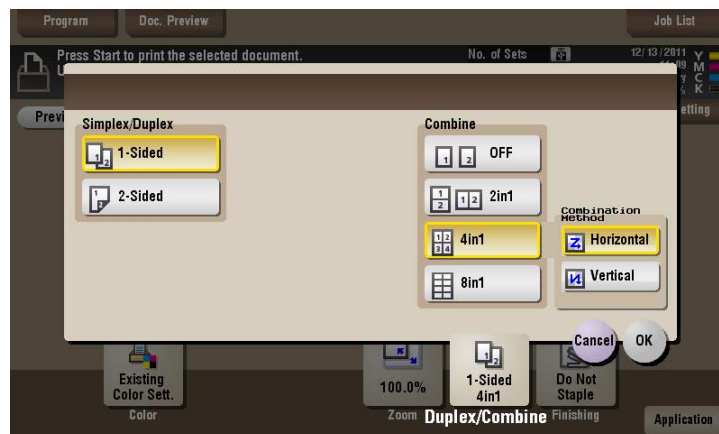 Program
Doc. Preview
Job List
Press Start to print the selected document.
No. of Sets
12/13/2011
Y
M
C
K
Previ
etting
Simplex/Duplex
1-Sided
2-Sided
Combine
OFF
2in1
4in1
8in1
Combination
Method
Horizontal
Vertical
Cancel
OK
Existing
Color Sett.
Color
100.0%
Zoom
1-Sided
4in1
Duplex/Combine
Do Not
Staple
Finishing
Application